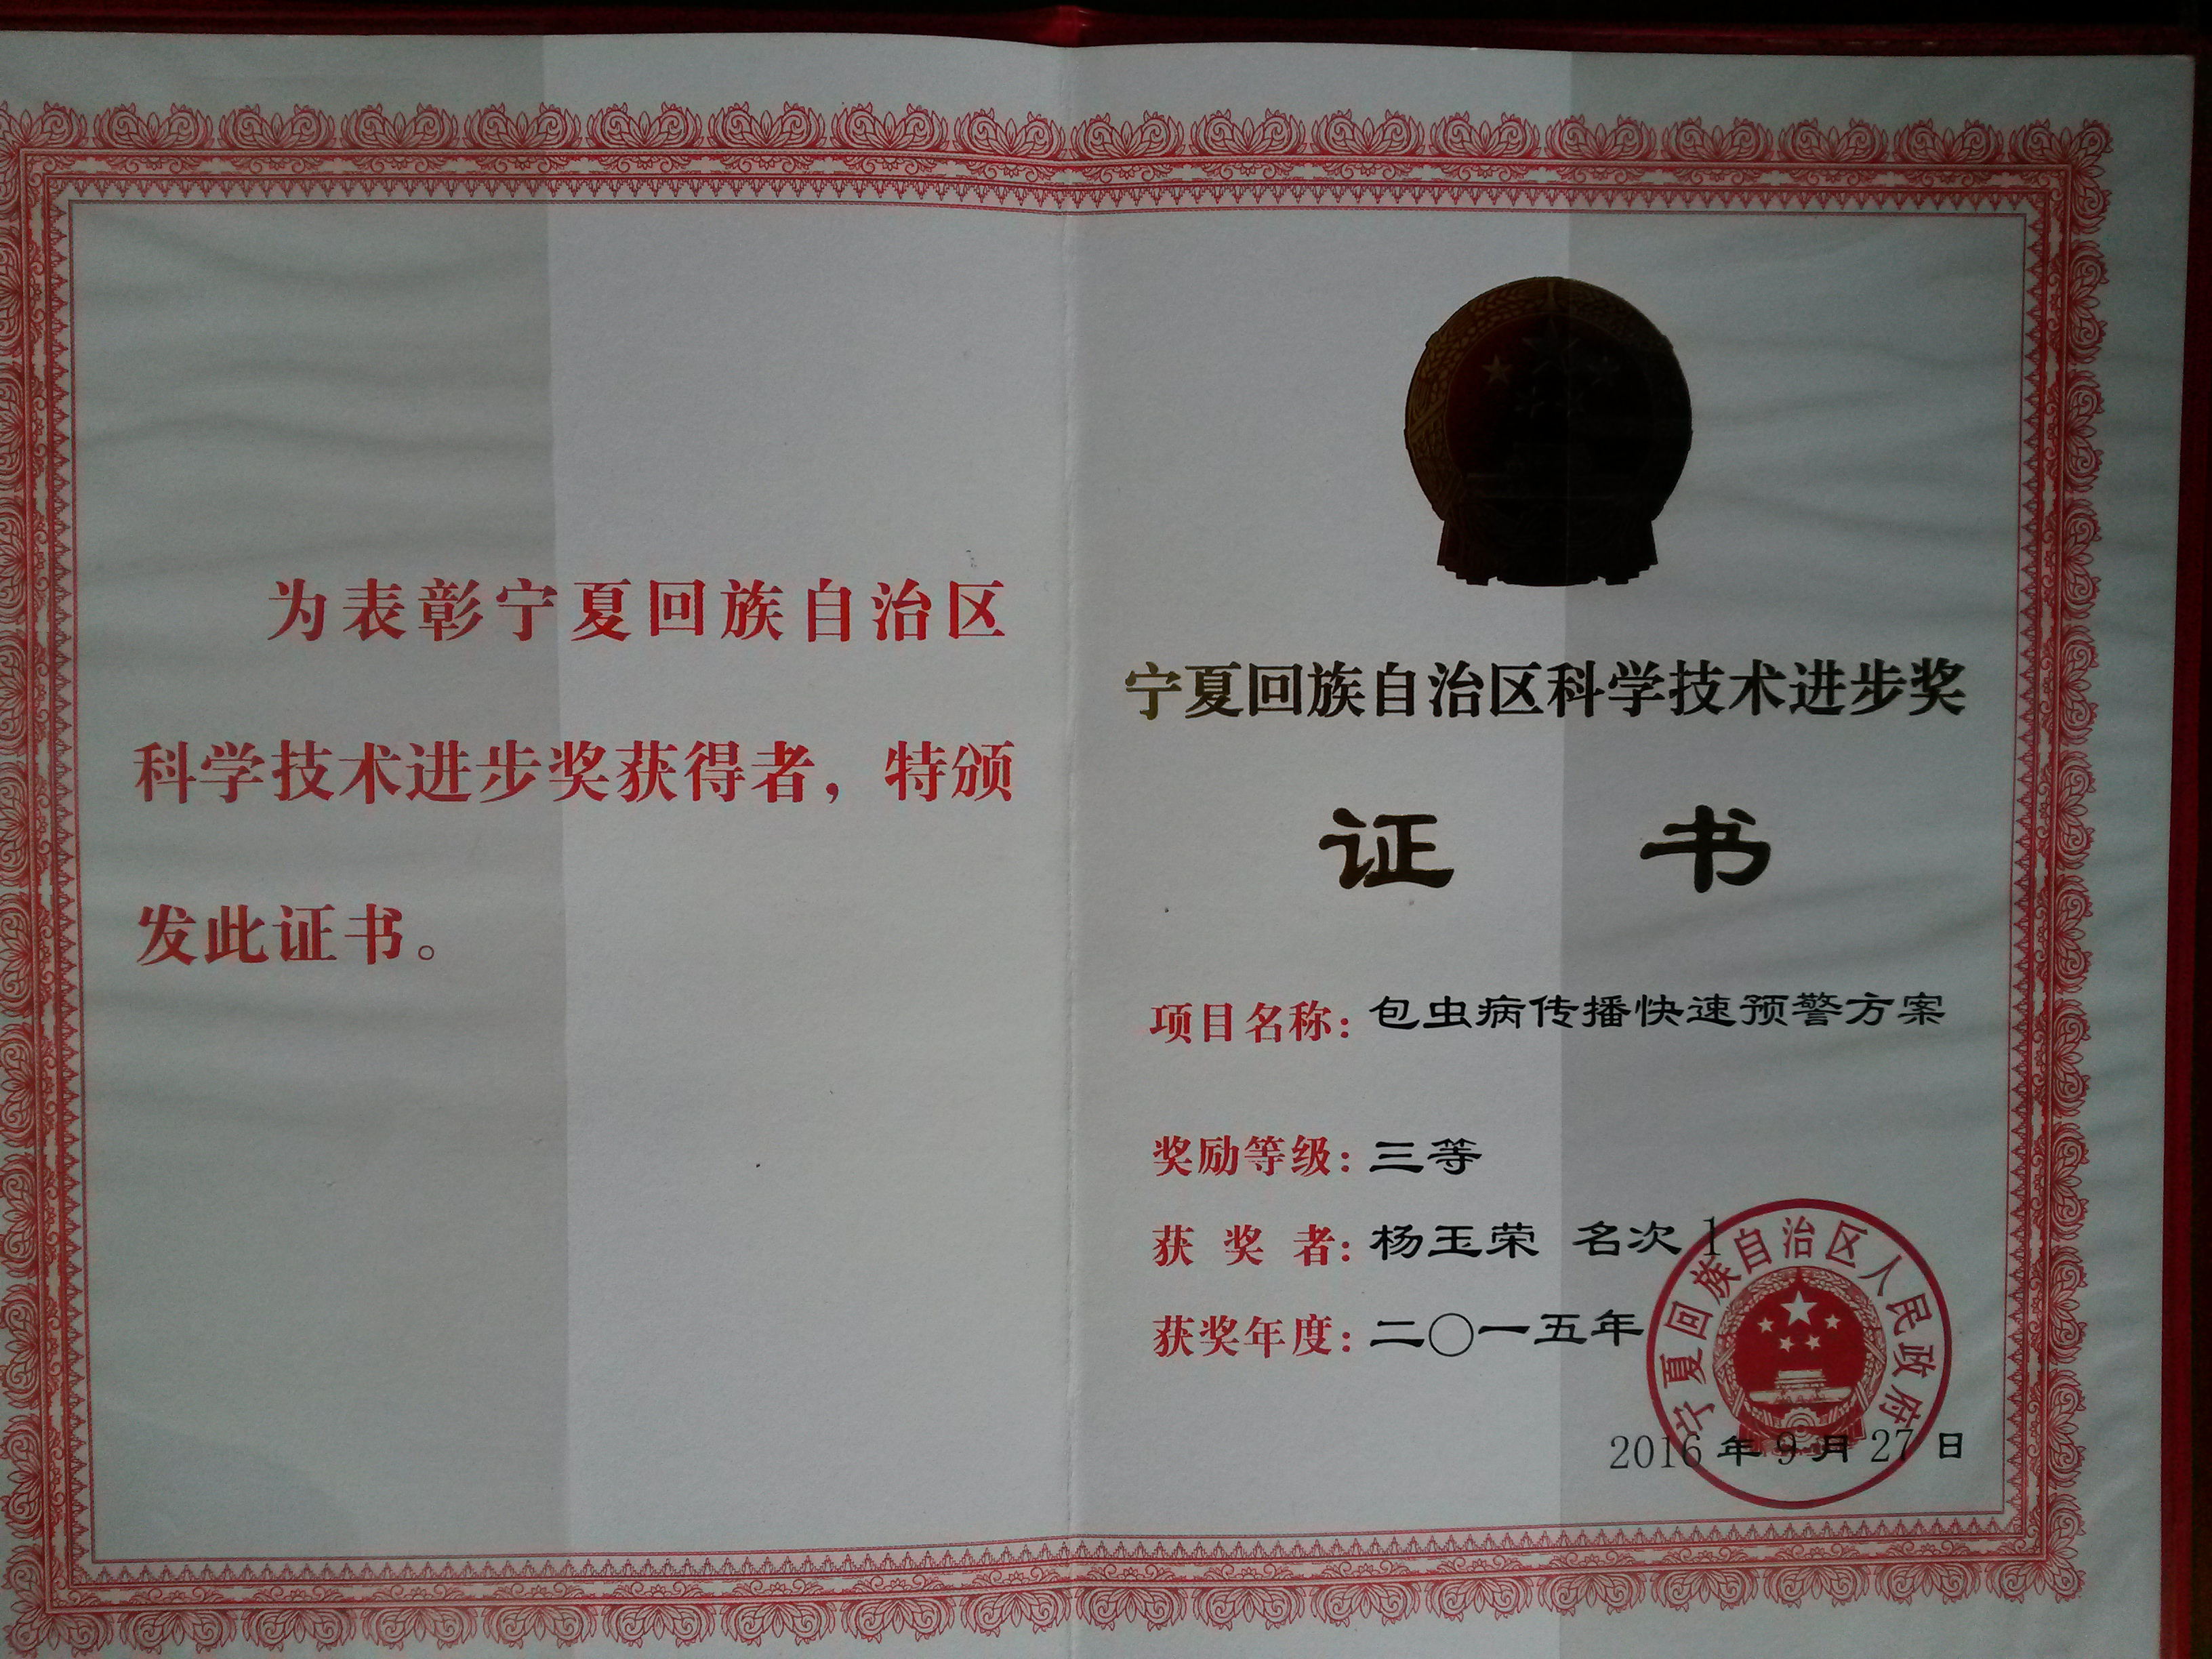 为表彰宁夏回族自治区
科学技术进步奖获得者，特颁
发此证书。
宁夏回族自治区科学技术进步奖
证 书
项目名称：包虫病传播快速预警方案
奖励等级：三等
获 奖 者：杨玉荣 名次 1
获奖年度：二〇一五年
宁夏回族自治区人民政府
2016 年 9 月 27 日